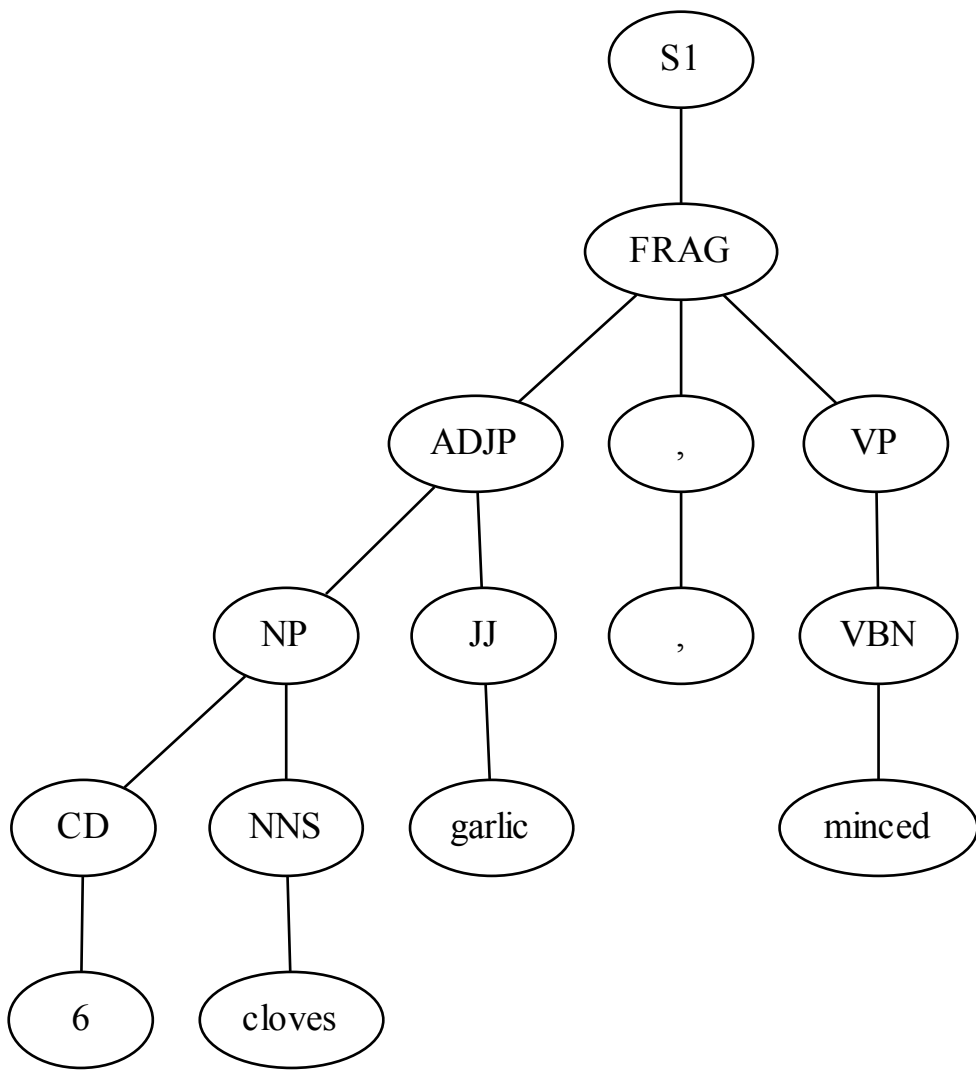 S1
FRAG
ADJP , VP
NP JJ , VBN
CD NNS garlic minced
6 cloves